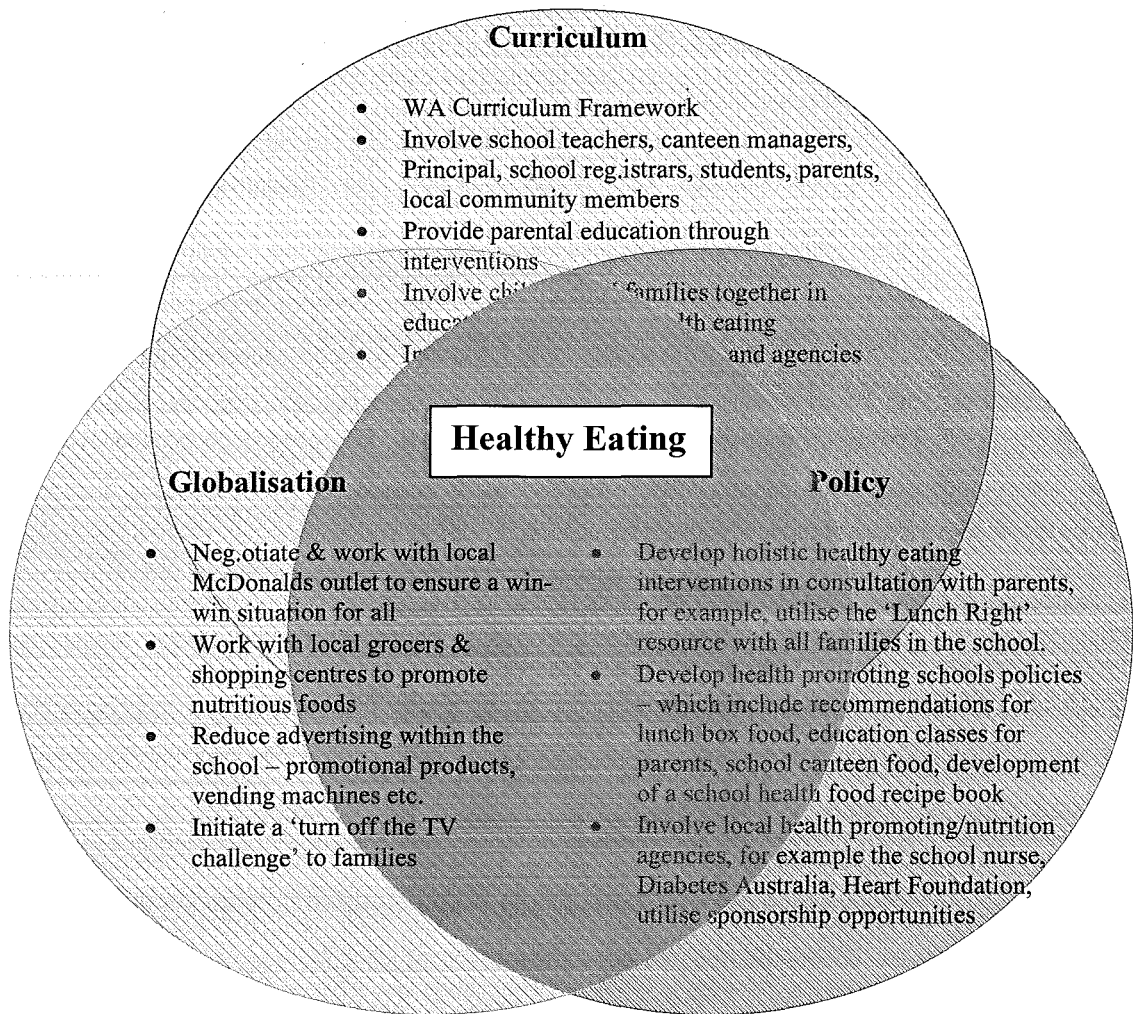 Curriculum
• WA Curriculum Framework
• Involve school teachers, canteen managers,
Principal, school reg.istrars, students, parents,
local community members
• Provide parental education through
interventions
• Involve families together in
eating
• and agencies
Healthy Eating
Globalisation
• Neg.otiate & work with local
McDonalds outlet to ensure a win-
win situation for all
• Work with local grocers &
shopping centres to promote
nutritious foods
• Reduce advertising within the
school – promotional products,
vending machines etc.
• Initiate a ‘turn off the TV
challenge’ to families
Policy
• Develop holistic healthy eating
interventions in consultation with parents,
for example, utilise the ‘Lunch Right’
resource with all families in the school.
• Develop health promoting schools policies
– which include recommendations for
lunch box food, education classes for
parents, school canteen food, development
of a school health food recipe book
• Involve local health promoting/nutrition
agencies, for example the school nurse,
Diabetes Australia, Heart Foundation,
utilise sponsorship opportunities